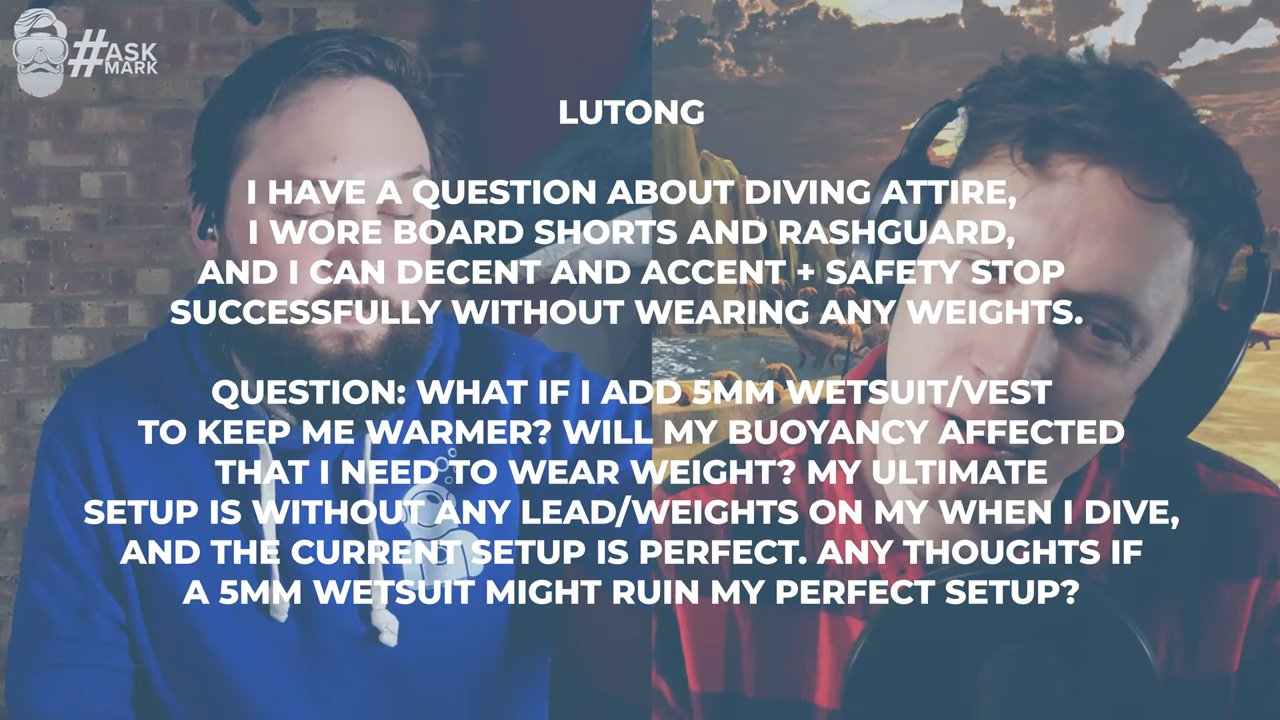 #ASK
MARK
LUTONG
I HAVE A QUESTION ABOUT DIVING ATTIRE,
I WORE BOARD SHORTS AND RASHGUARD,
AND I CAN DECENT AND ACCENT + SAFETY STOP
SUCCESSFULLY WITHOUT WEARING ANY WEIGHTS.
QUESTION: WHAT IF I ADD 5MM WETSUIT/VEST
TO KEEP ME WARMER? WILL MY BUOYANCY AFFECTED
THAT I NEED TO WEAR WEIGHT? MY ULTIMATE
SETUP IS WITHOUT ANY LEAD/WEIGHTS ON MY WHEN I DIVE,
AND THE CURRENT SETUP IS PERFECT. ANY THOUGHTS IF
A 5MM WETSUIT MIGHT RUIN MY PERFECT SETUP?